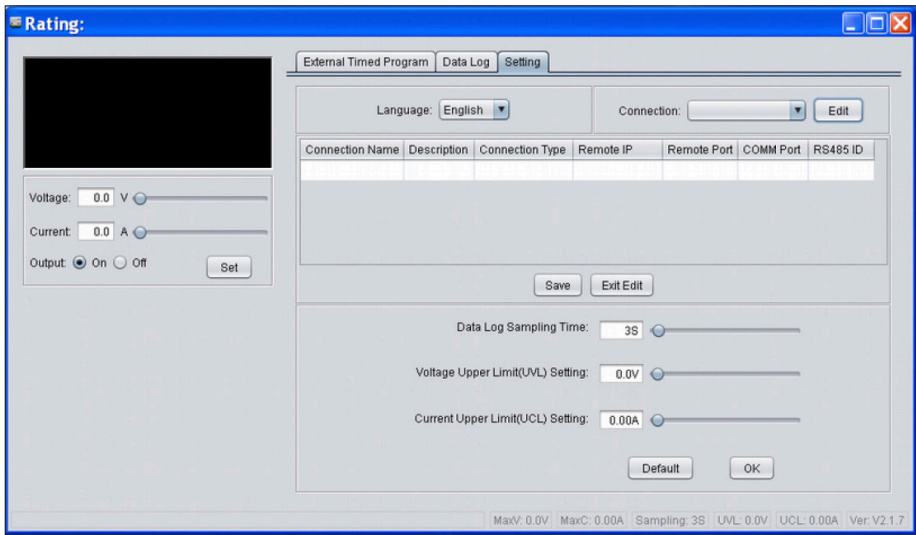 Rating:
External Timed Program Data Log Setting
Language: English Connection: Edit
Connection Name Description Connection Type Remote IP Remote Port COMM Port RS485 ID
Voltage: 0.0 V
Current: 0.0 A
Output: On Off Set
Save Exit Edit
Data Log Sampling Time: 3S
Voltage Upper Limit(UVL) Setting: 0.0V
Current Upper Limit(UCL) Setting: 0.00A
Default OK
MaxV: 0.0V MaxC: 0.00A Sampling: 3S UVL: 0.0V UCL: 0.00A Ver: V2.1.7